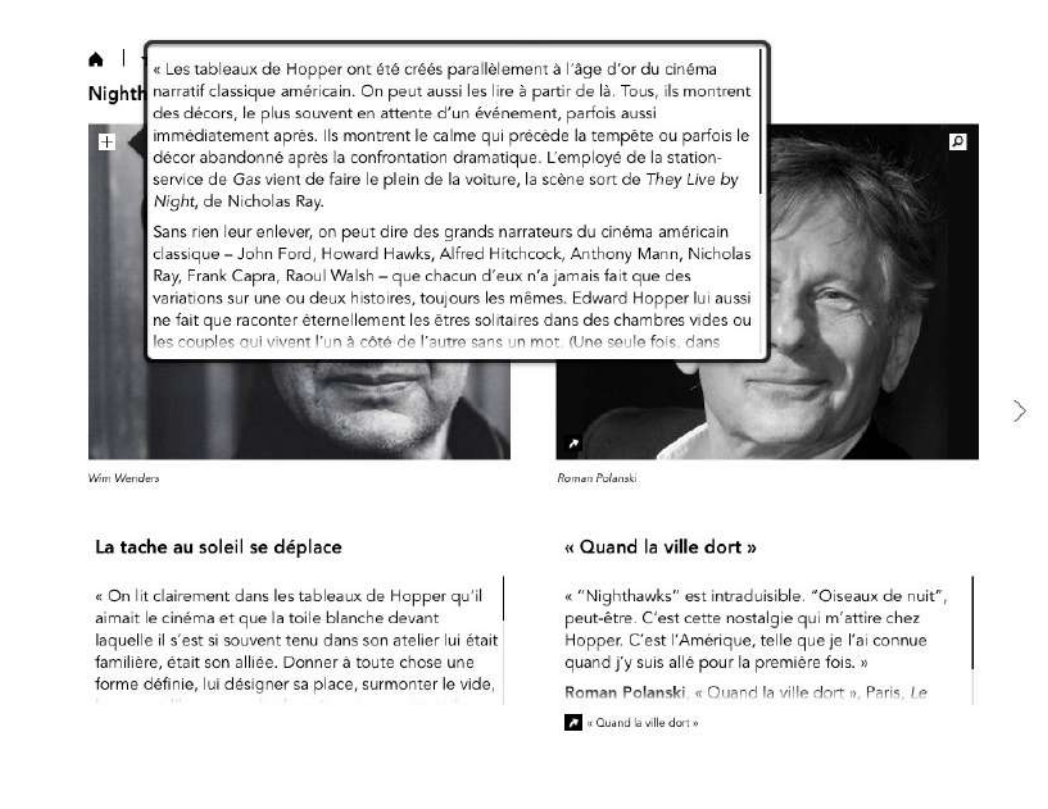 Nighth
« Les tableaux de Hopper ont été créés parallèlement à l'âge d'or du cinéma
narratif classique américain. On peut aussi les lire à partir de là. Tous, ils montrent
des décors, le plus souvent en attente d'un événement, parfois aussi
immédiatement après. Ils montrent le calme qui précède la tempête ou parfois le
décor abandonné après la confrontation dramatique. L'employé de la station-
service de Gas vient de faire le plein de la voiture, la scène sort de They Live by
Night, de Nicholas Ray.
Sans rien leur enlever, on peut dire des grands narrateurs du cinéma américain
classique – John Ford, Howard Hawks, Alfred Hitchcock, Anthony Mann, Nicholas
Ray, Frank Capra, Raoul Walsh – que chacun d'eux n'a jamais fait que des
variations sur une ou deux histoires, toujours les mêmes. Edward Hopper lui aussi
ne fait que raconter éternellement les êtres solitaires dans des chambres vides ou
les couples qui vivent l'un à côté de l'autre sans un mot. (Une seule fois, dans
Wim Wenders
Roman Polanski
La tache au soleil se déplace
« On lit clairement dans les tableaux de Hopper qu'il
aimait le cinéma et que la toile blanche devant
laquelle il s'est si souvent tenu dans son atelier lui était
familière, était son alliée. Donner à toute chose une
forme définie, lui désigner sa place, surmonter le vide,
« Quand la ville dort »
« "Nighthawks" est intraduisible. "Oiseaux de nuit",
peut-être. C'est cette nostalgie qui m'attire chez
Hopper. C'est l'Amérique, telle que je l'ai connue
quand j'y suis allé pour la première fois. »
Roman Polanski, « Quand la ville dort », Paris, Le
« Quand la ville dort »